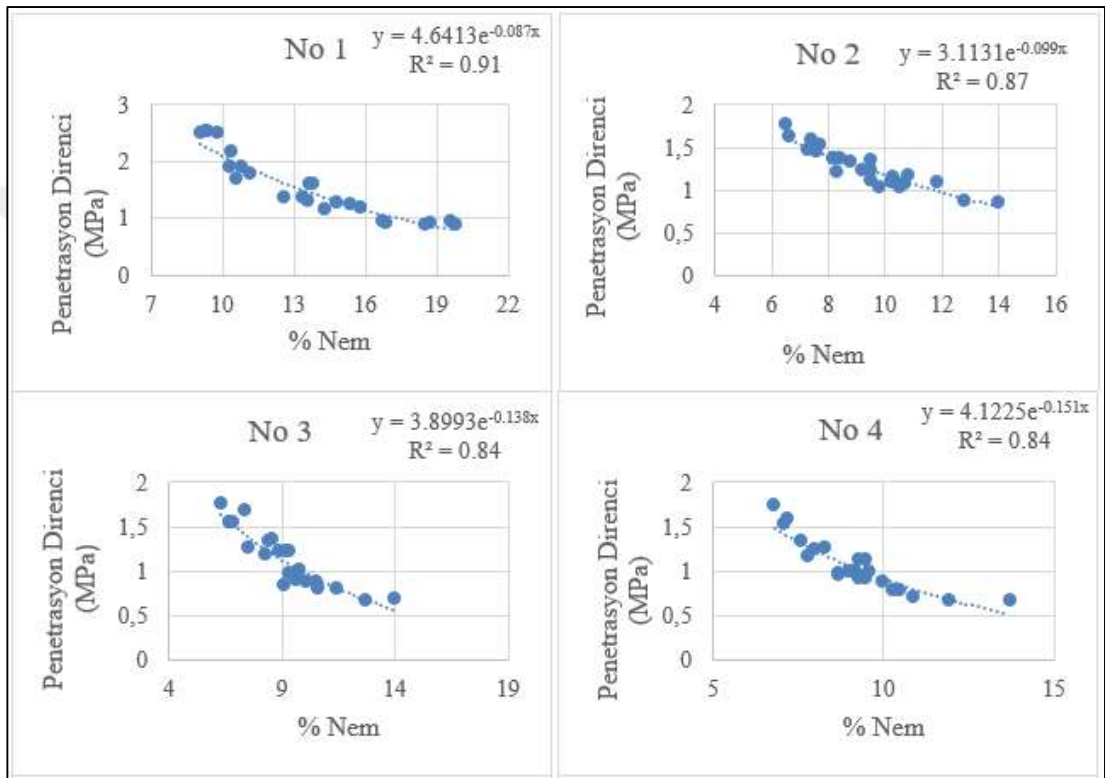 No 1
y = 4.6413e^-0.087x
R² = 0.91
Penetrasyon Direnci
(MPa)
3
2
1
0
7 10 13 16 19 22
% Nem
No 2
y = 3.1131e^-0.099x
R² = 0.87
Penetrasyon Direnci
(MPa)
2
1,5
1
0,5
0
4 6 8 10 12 14 16
% Nem
No 3
y = 3.8993e^-0.138x
R² = 0.84
Penetrasyon Direnci
(MPa)
2
1,5
1
0,5
0
4 9 14 19
% Nem
No 4
y = 4.1225e^-0.151x
R² = 0.84
Penetrasyon Direnci
(MPa)
2
1,5
1
0,5
0
5 10 15
% Nem